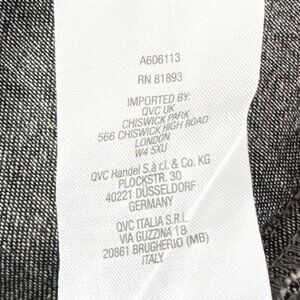 A606113
RN 81893
IMPORTED BY:
QVC UK
CHISWICK PARK
566 CHISWICK HIGH ROAD
LONDON
W4 5XU
QVC Handel S.à r.l. & Co. KG
PLOCKSTR. 30
40221 DÜSSELDORF
GERMANY
QVC ITALIA S.R.L.
VIA GUZZINA 18
20861 BRUGHERIO (MB)
ITALY